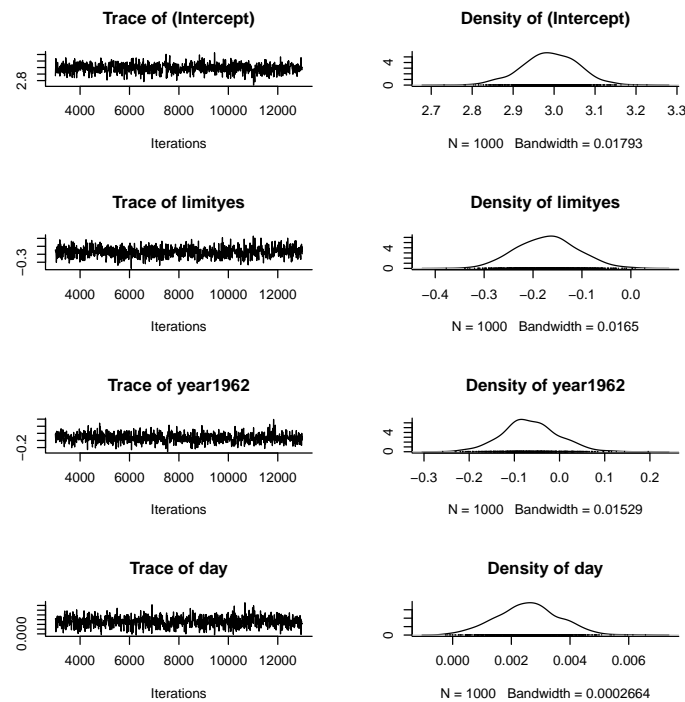 Trace of (Intercept)
2.8
4000 6000 8000 10000 12000
Iterations
Density of (Intercept)
0 4
2.7 2.8 2.9 3.0 3.1 3.2 3.3
N = 1000 Bandwidth = 0.01793
Trace of limityes
−0.3
4000 6000 8000 10000 12000
Iterations
Density of limityes
0 4
−0.4 −0.3 −0.2 −0.1 0.0
N = 1000 Bandwidth = 0.0165
Trace of year1962
−0.2
4000 6000 8000 10000 12000
Iterations
Density of year1962
0 4
−0.3 −0.2 −0.1 0.0 0.1 0.2
N = 1000 Bandwidth = 0.01529
Trace of day
0.000
4000 6000 8000 10000 12000
Iterations
Density of day
0
0.000 0.002 0.004 0.006
N = 1000 Bandwidth = 0.0002664